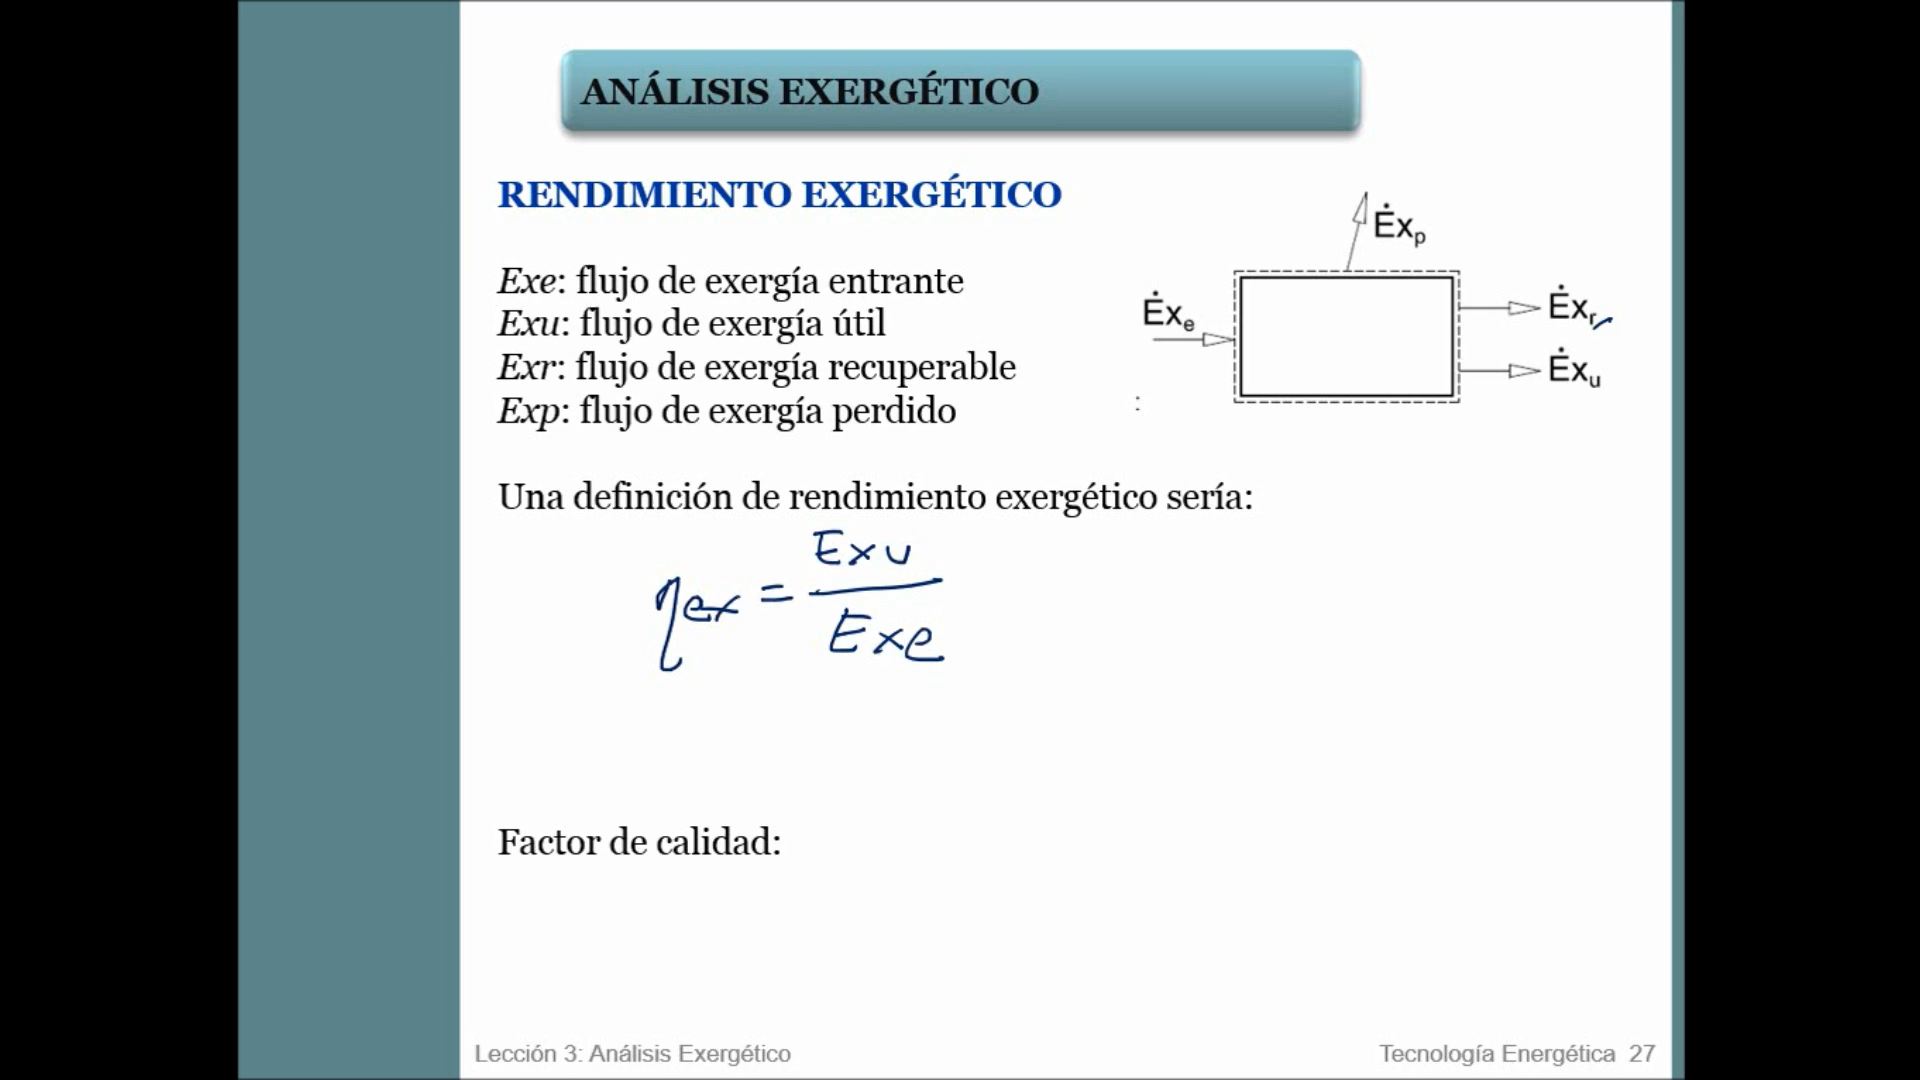 ANÁLISIS EXERGÉTICO
RENDIMIENTO EXERGÉTICO
Exe: flujo de exergía entrante
Exu: flujo de exergía útil
Exr: flujo de exergía recuperable
Exp: flujo de exergía perdido
Ėxₚ
Ėxₑ
Ėxᵣ
Ėxᵤ
:
Una definición de rendimiento exergético sería:
ηex = Exu / Exe
Factor de calidad:
Lección 3: Análisis Exergético
Tecnología Energética 27